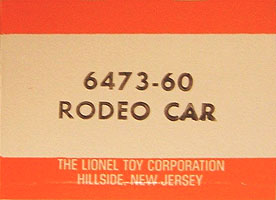 6473-60
RODEO CAR
THE LIONEL TOY CORPORATION
HILLSIDE, NEW JERSEY